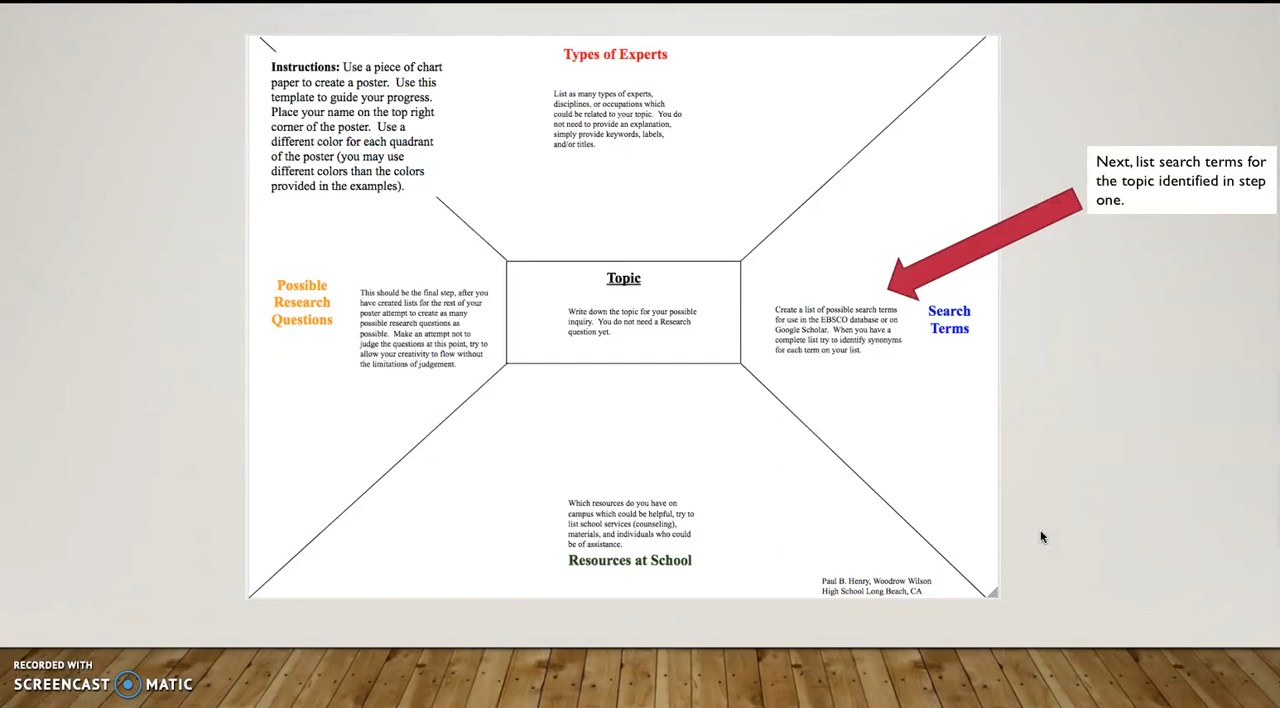 Types of Experts
Instructions: Use a piece of chart
paper to create a poster. Use this
template to guide your progress.
Place your name on the top right
corner of the poster. Use a
different color for each quadrant
of the poster (you may use
different colors than the colors
provided in the examples).
List as many types of experts,
disciplines, or occupations which
could be related to your topic. You do
not need to provide an explanation,
simply provide keywords, labels,
and/or titles.
Next, list search terms for
the topic identified in step
one.
Possible
Research
Questions
This should be the final step, after you
have created lists for the rest of your
poster attempt to create as many
possible research questions as
possible. Make an attempt not to
judge the questions at this point, try to
allow your creativity to flow without
the limitations of judgement.
Topic
Write down the topic for your possible
inquiry. You do not need a Research
question yet.
Create a list of possible search terms
for use in the EBSCO database or on
Google Scholar. When you have a
complete list try to identify synonyms
for each term on your list.
Search
Terms
Which resources do you have on
campus which could be helpful, try to
list school services (counseling),
materials, and individuals who could
be of assistance.
Resources at School
Paul B. Henry, Woodrow Wilson
High School Long Beach, CA
RECORDED WITH
SCREENCAST MATIC